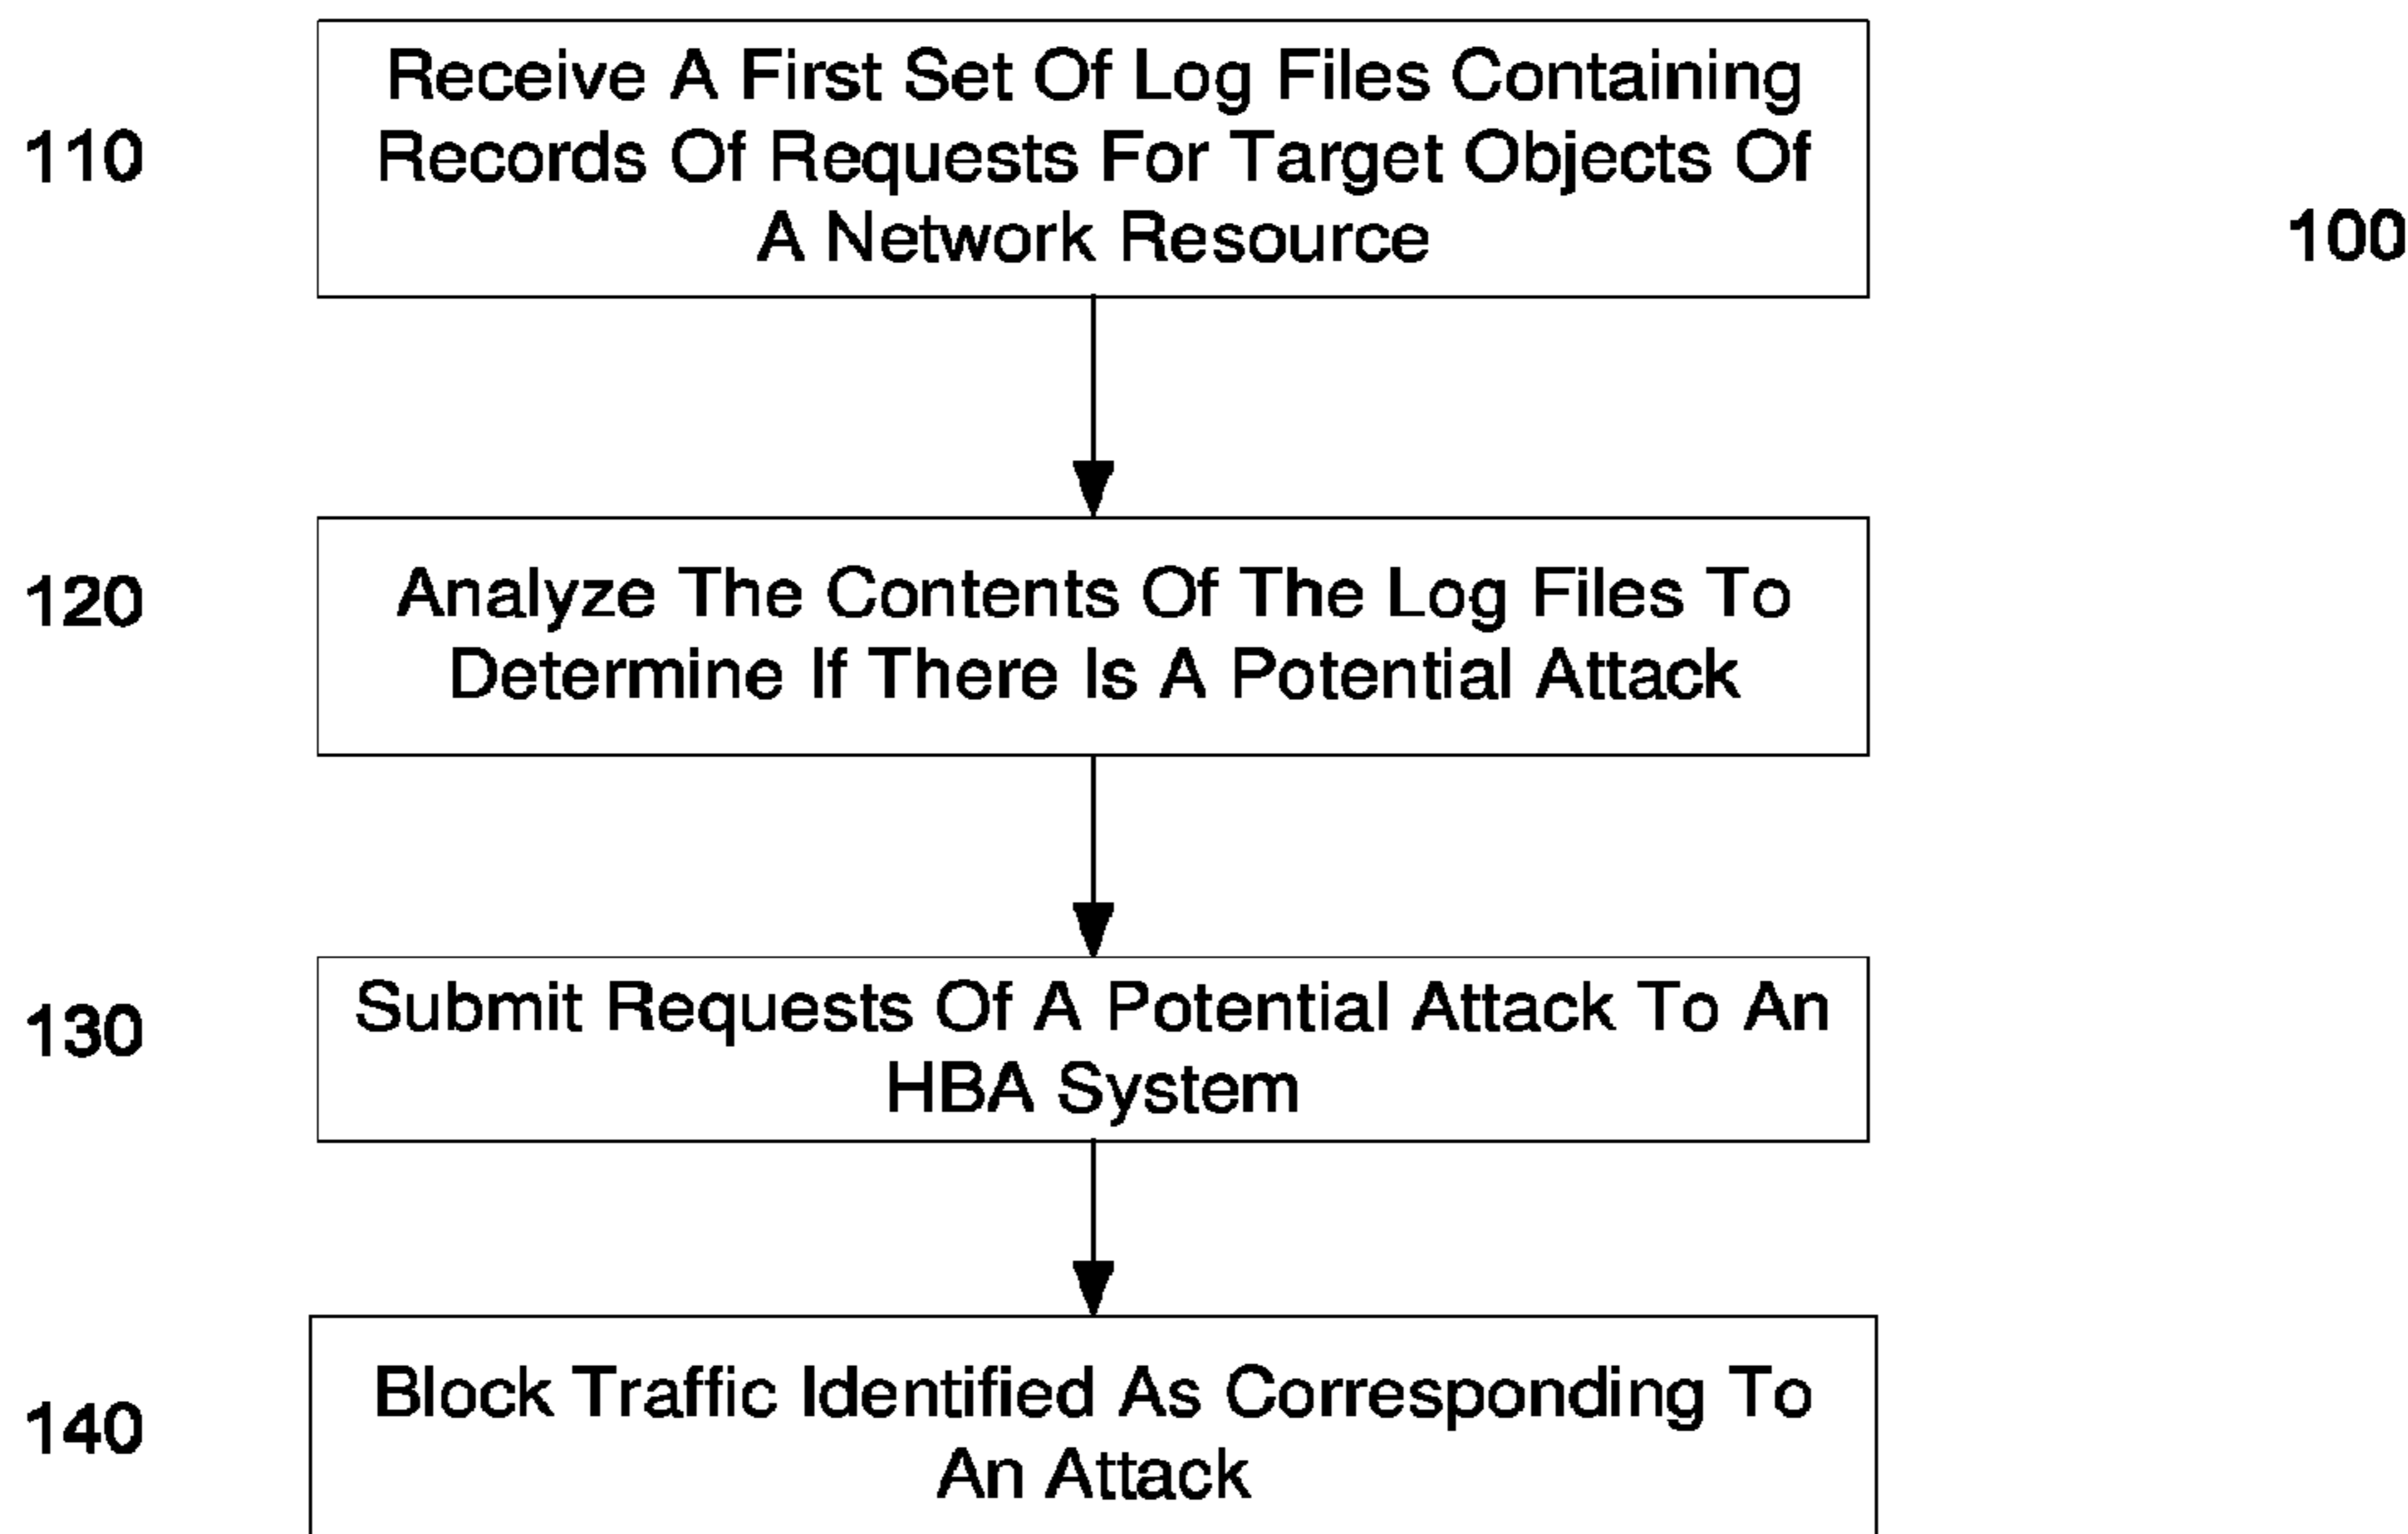 Receive A First Set Of Log Files Containing
110
Records Of Requests For Target Objects Of
A Network Resource
100
120
Analyze The Contents Of The Log Files To
Determine If There Is A Potential Attack
130
Submit Requests Of A Potential Attack To An
HBA System
140
Block Traffic Identified As Corresponding To
An Attack